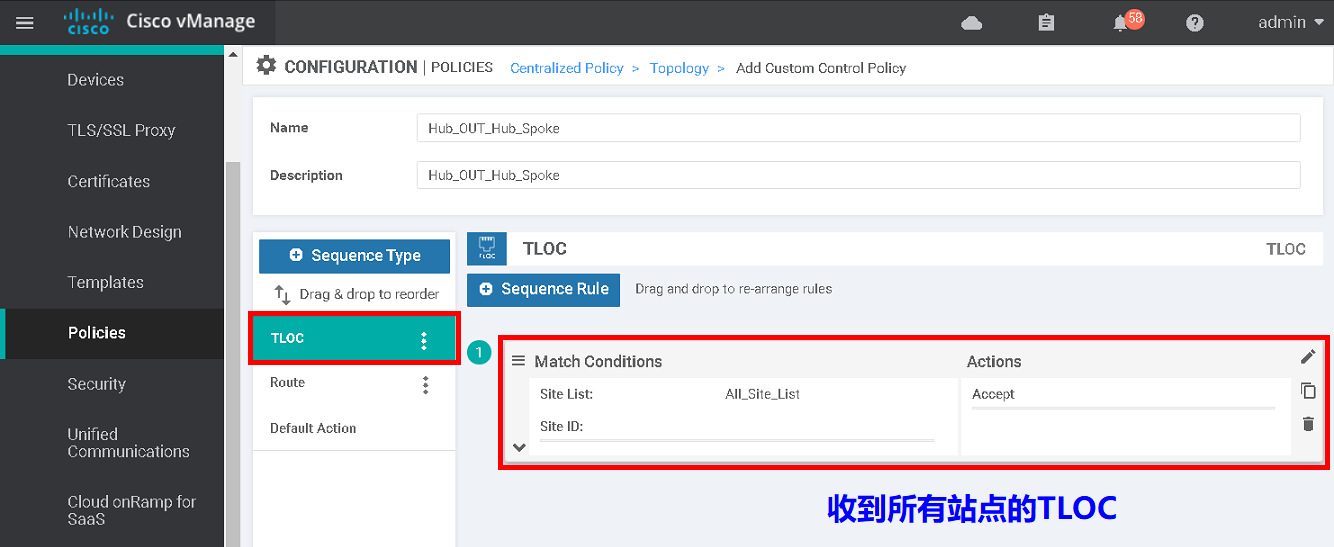 cisco Cisco vManage 58 admin
CONFIGURATION | POLICIES Centralized Policy > Topology > Add Custom Control Policy
Devices
TLS/SSL Proxy
Certificates
Network Design
Templates
Policies
Security
Unified
Communications
Cloud onRamp for
SaaS
Name Hub_OUT_Hub_Spoke
Description Hub_OUT_Hub_Spoke
Sequence Type
Drag & drop to reorder
TLOC
Route
Default Action
TLOC TLOC TLOC
Sequence Rule Drag and drop to re-arrange rules
1 Match Conditions Actions
Site List: All_Site_List Accept
Site ID:
收到所有站点的TLOC